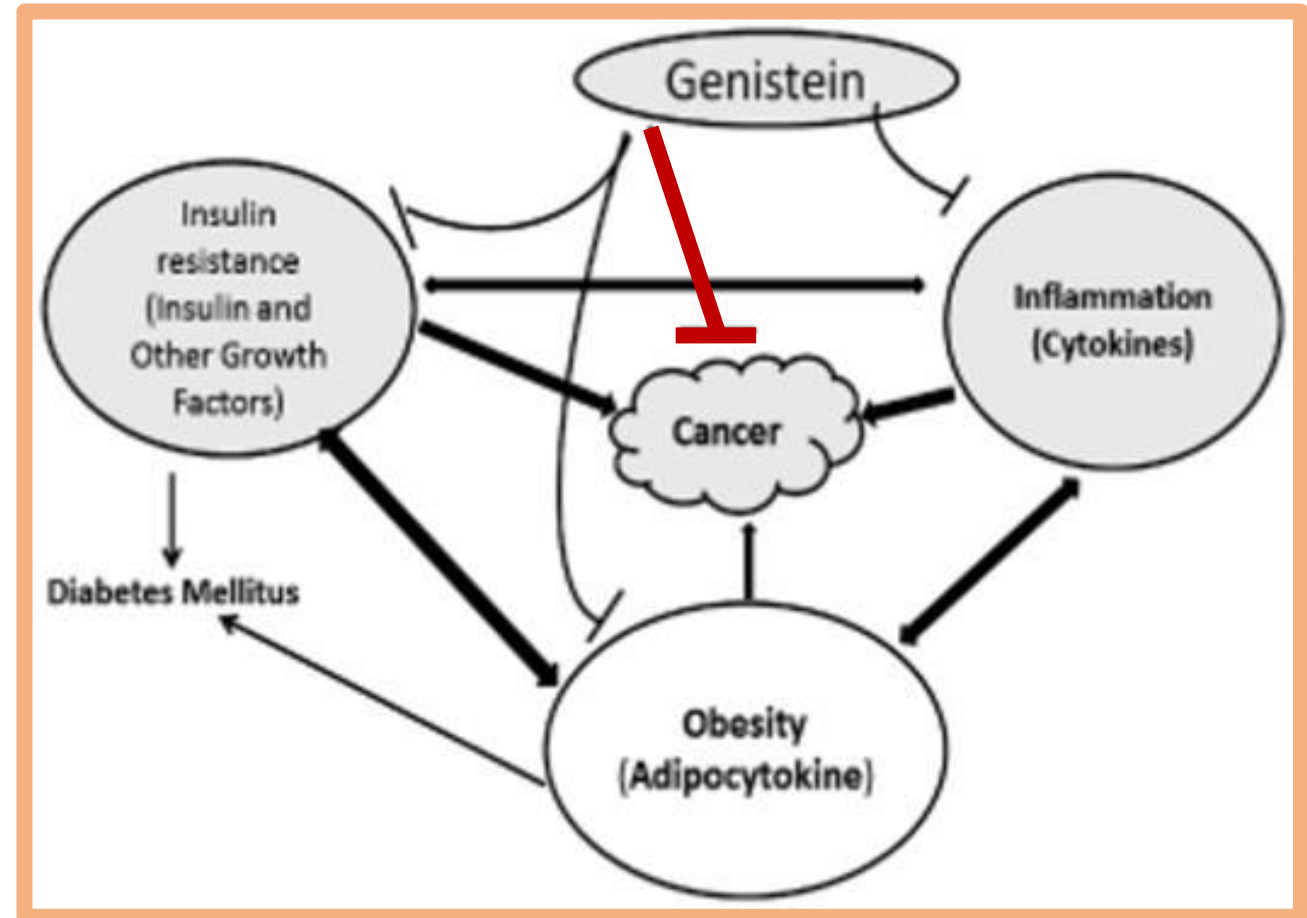 Genistein
Insulin
resistance
(Insulin and
Other Growth
Factors)
Inflammation
(Cytokines)
Cancer
Diabetes Mellitus
Obesity
(Adipocytokine)